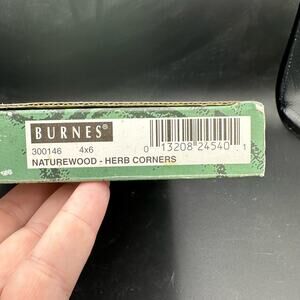 BURNES®
300146 4x6
0 13208 24540 1
NATUREWOOD - HERB CORNERS